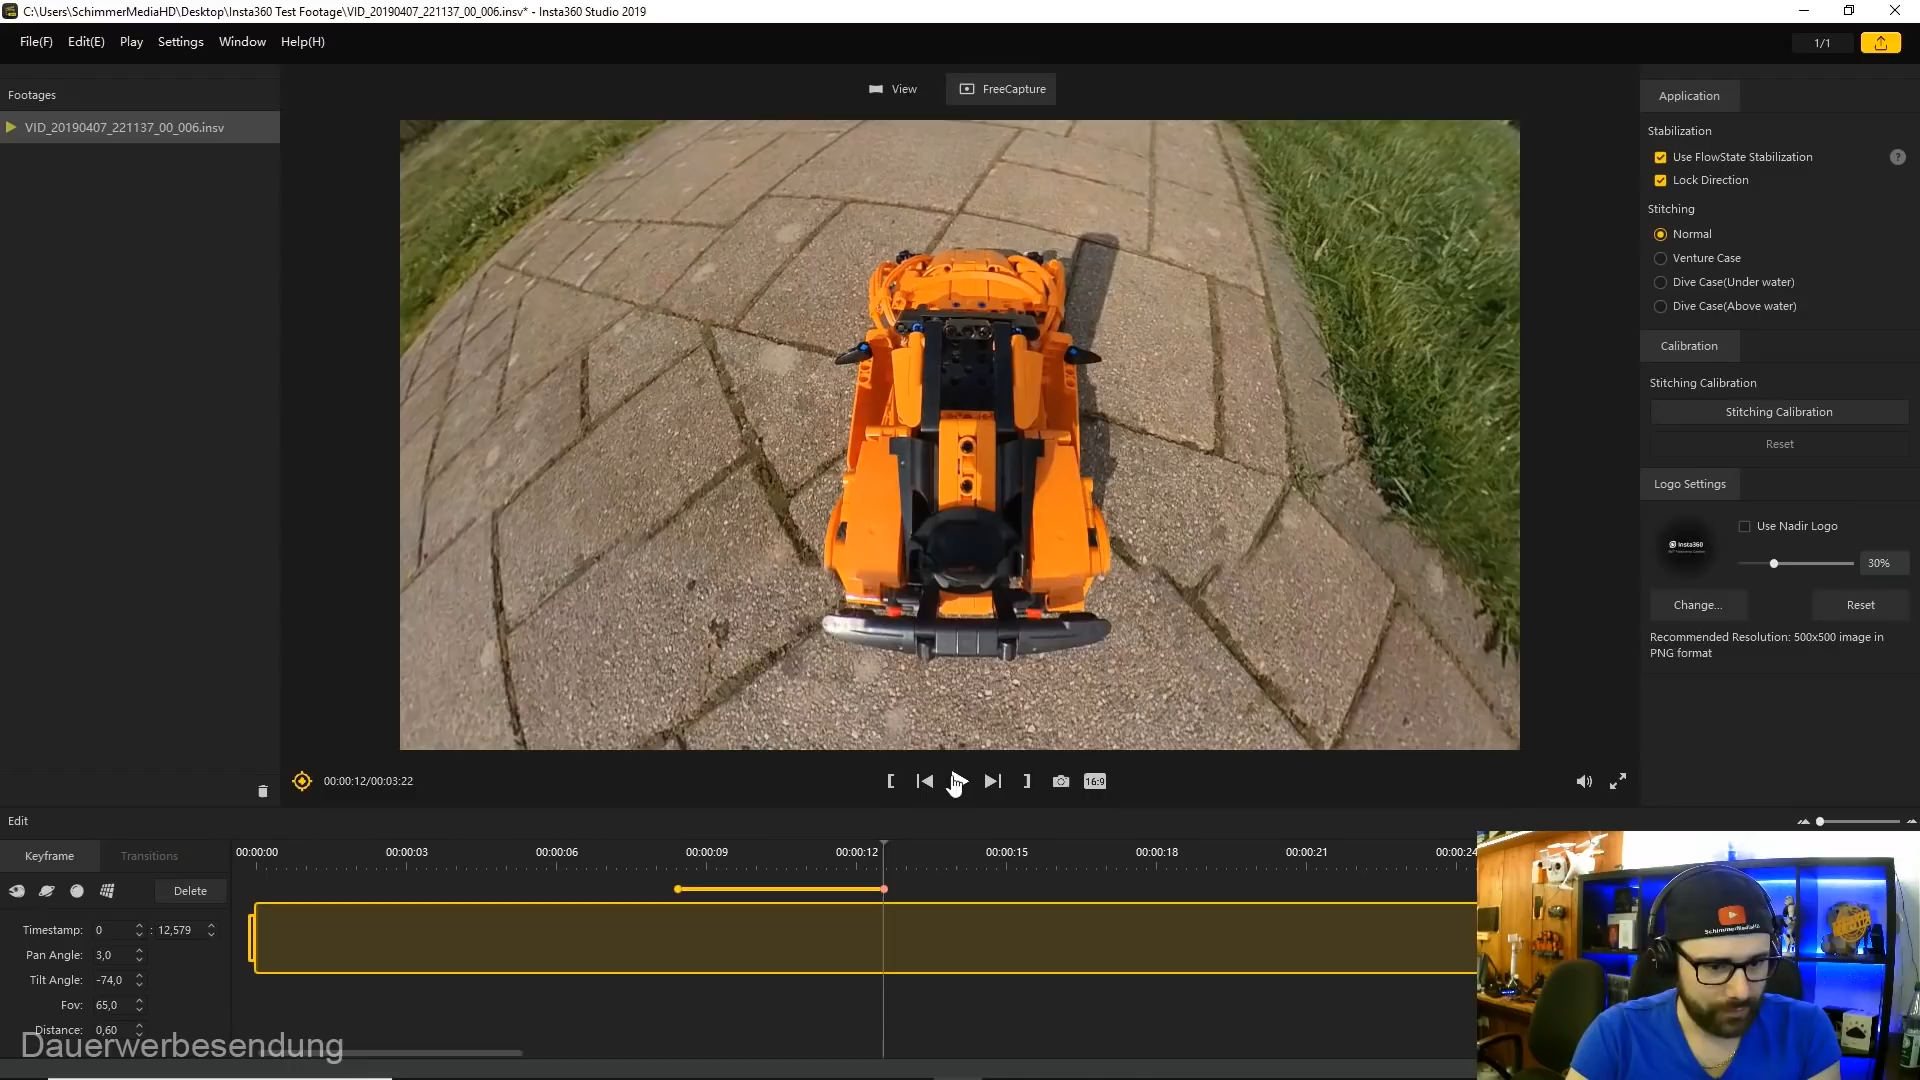 C:\Users\SchimmerMediaHD\Desktop\Insta360 Test Footage\VID_20190407_221137_00_006.insv* - Insta360 Studio 2019
File(F) Edit(E) Play Settings Window Help(H)
1/1
View FreeCapture
Footages
VID_20190407_221137_00_006.insv
Application
Stabilization
Use FlowState Stabilization
?
Lock Direction
Stitching
Normal
Venture Case
Dive Case(Under water)
Dive Case(Above water)
Calibration
Stitching Calibration
Stitching Calibration
Reset
Logo Settings
Use Nadir Logo
Insta360
30%
Change... Reset
Recommended Resolution: 500x500 image in
PNG format
00:00:12/00:03:22
16:9
Edit
Keyframe Transitions
00:00:00 00:00:03 00:00:06 00:00:09 00:00:12 00:00:15 00:00:18 00:00:21 00:00:24
Delete
Timestamp: 0 : 12,579
Pan Angle: 3,0
Tilt Angle: -74,0
Fov: 65,0
Distance: 0,60
Dauerwerbesendung
SchimmerMediaHD